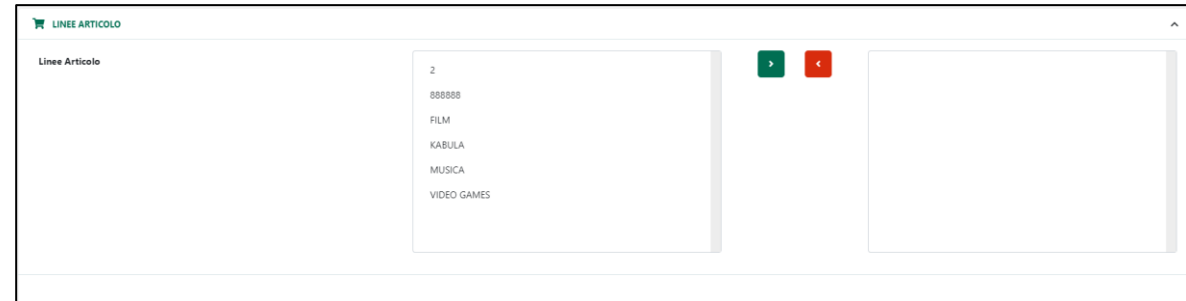 LINEE ARTICOLO
Linee Articolo
2
888888
FILM
KABULA
MUSICA
VIDEO GAMES